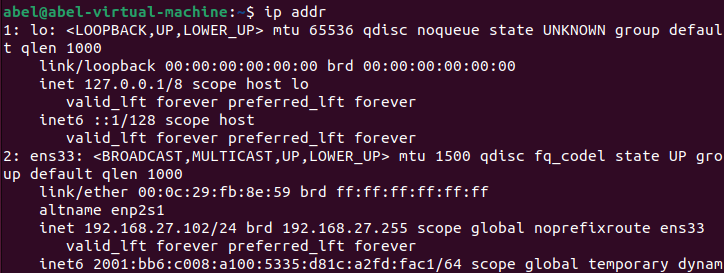 abel@abel-virtual-machine:~$ ip addr
1: lo: <LOOPBACK,UP,LOWER_UP> mtu 65536 qdisc noqueue state UNKNOWN group defaul
t qlen 1000
    link/loopback 00:00:00:00:00:00 brd 00:00:00:00:00:00
    inet 127.0.0.1/8 scope host lo
       valid_lft forever preferred_lft forever
    inet6 ::1/128 scope host
       valid_lft forever preferred_lft forever
2: ens33: <BROADCAST,MULTICAST,UP,LOWER_UP> mtu 1500 qdisc fq_codel state UP gro
up default qlen 1000
    link/ether 00:0c:29:fb:8e:59 brd ff:ff:ff:ff:ff:ff
    altname enp2s1
    inet 192.168.27.102/24 brd 192.168.27.255 scope global noprefixroute ens33
       valid_lft forever preferred_lft forever
    inet6 2001:bb6:c008:a100:5335:d81c:a2fd:fac1/64 scope global temporary dynam